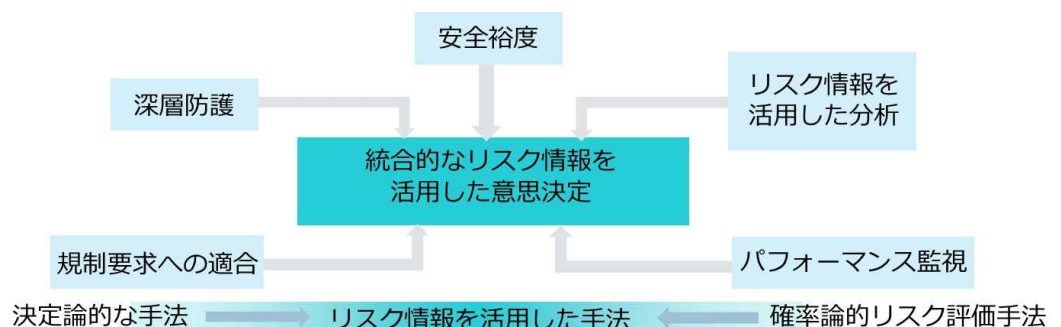 安全裕度
深層防護
リスク情報を
活用した分析
統合的なリスク情報を
活用した意思決定
規制要求への適合
パフォーマンス監視
決定論的な手法
リスク情報を活用した手法
確率論的リスク評価手法